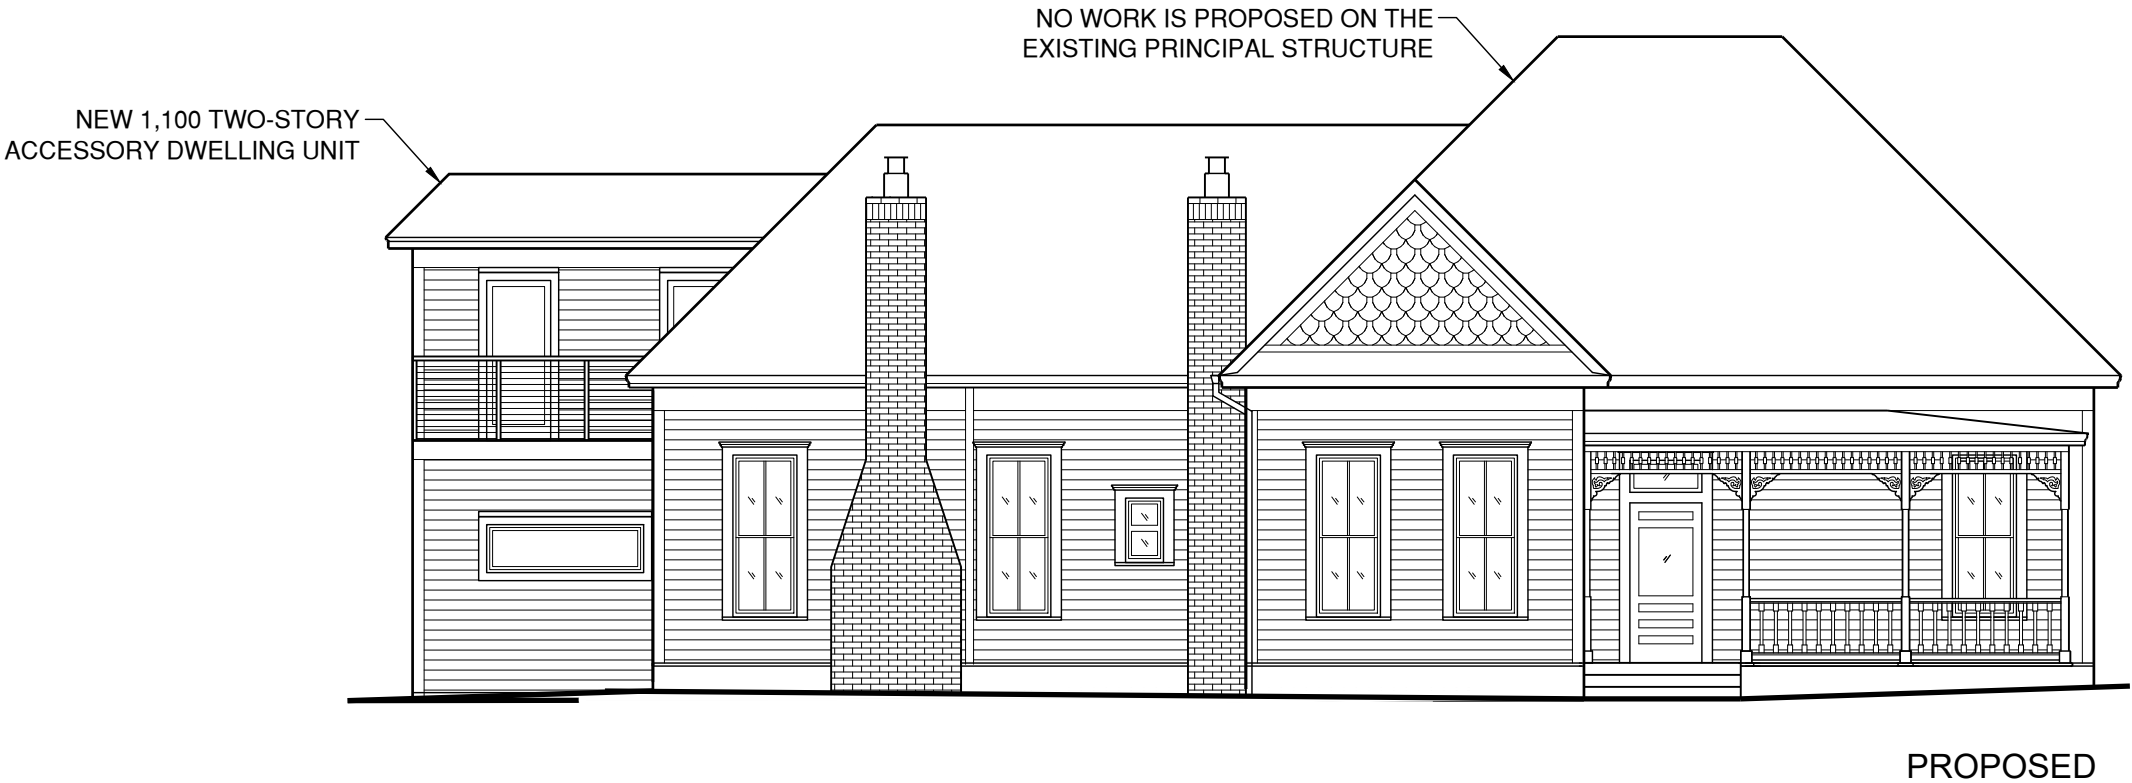 NO WORK IS PROPOSED ON THE
EXISTING PRINCIPAL STRUCTURE
NEW 1,100 TWO-STORY
ACCESSORY DWELLING UNIT
PROPOSED